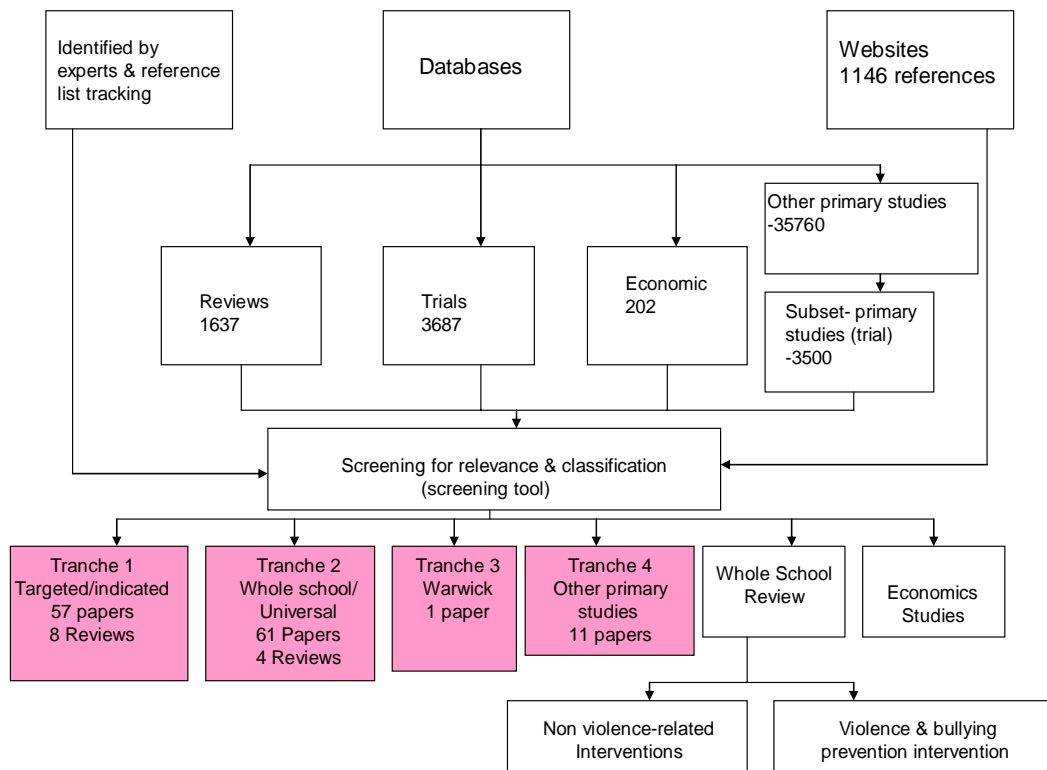 Identified by
experts & reference
list tracking
Databases
Websites
1146 references
Other primary studies
-35760
Reviews
1637
Trials
3687
Economic
202
Subset- primary
studies (trial)
-3500
Screening for relevance & classification
(screening tool)
Tranche 1
Targeted/indicated
57 papers
8 Reviews
Tranche 2
Whole school/
Universal
61 Papers
4 Reviews
Tranche 3
Warwick
1 paper
Tranche 4
Other primary
studies
11 papers
Whole School
Review
Economics
Studies
Non violence-related
Interventions
Violence & bullying
prevention intervention